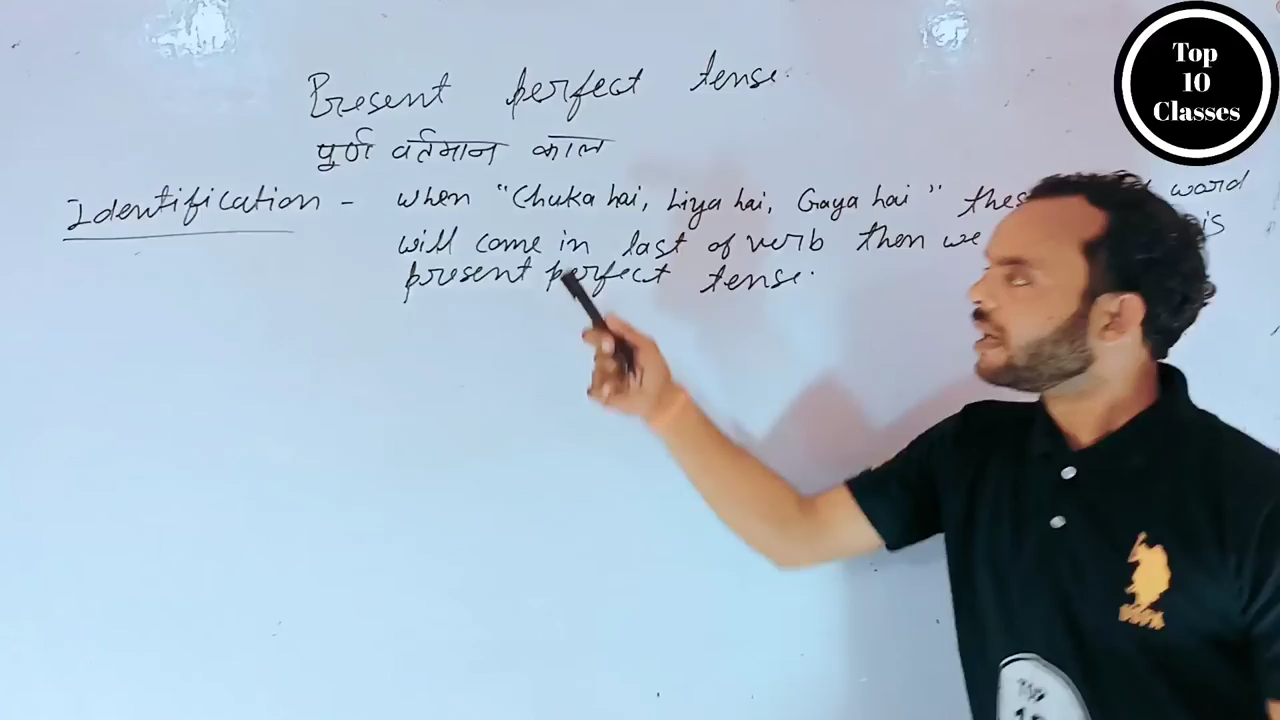 Top
10
Classes
Present perfect tense.
पुर्ण वर्तमान काल
Identification - when "Chuka hai, Liya hai, Gaya hai" word
will come in last of verb then we is
present perfect tense.
TOP